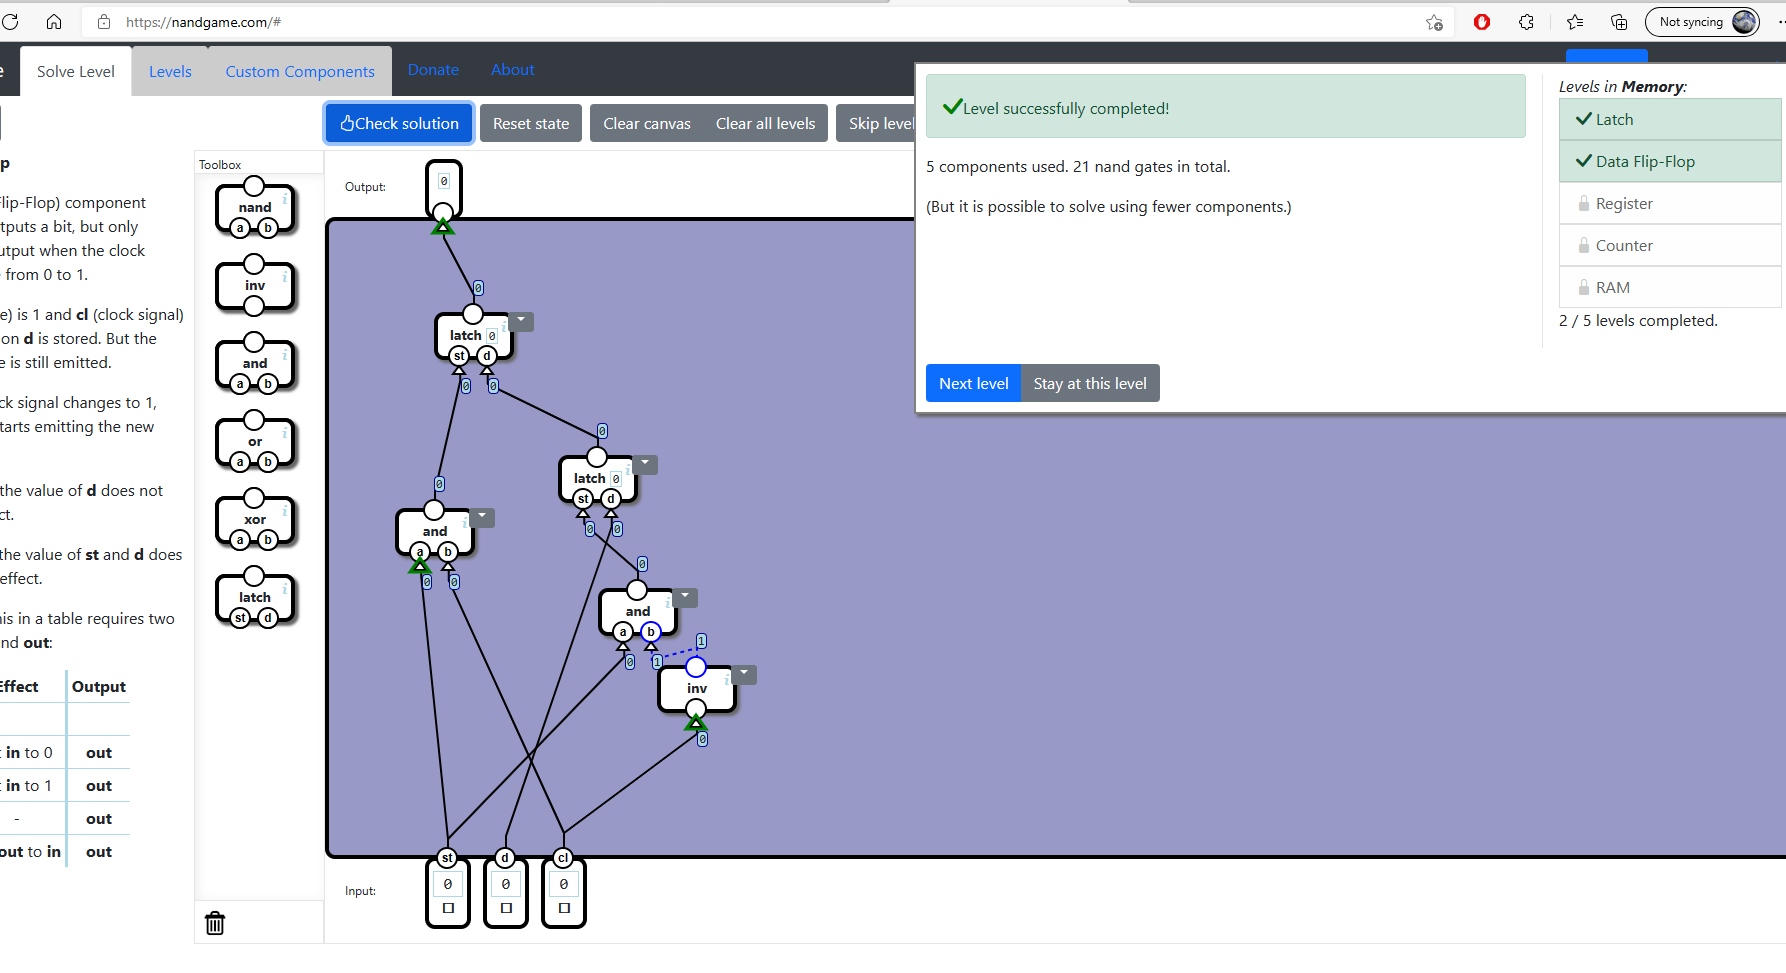 https://nandgame.com/#
Not syncing
e
Solve Level
Levels
Custom Components
Donate
About
Check solution
Reset state
Clear canvas
Clear all levels
Skip level
p
Flip-Flop) component
tputs a bit, but only
utput when the clock
e from 0 to 1.
e) is 1 and cl (clock signal)
on d is stored. But the
e is still emitted.
ck signal changes to 1,
tarts emitting the new
the value of d does not
ct.
the value of st and d does
effect.
his in a table requires two
nd out:
Effect Output
t in to 0 out
t in to 1 out
- out
out to in out
Toolbox
nand
a b
inv
and
a b
or
a b
xor
a b
latch
st d
Output:
0
0
latch 0
st d
0 0
0
latch 0
st d
0 0
0
and
a b
0 0
0
and
a b
0 1
1
inv
0
st d cl
Input:
0 0 0
Level successfully completed!
5 components used. 21 nand gates in total.
(But it is possible to solve using fewer components.)
Next level
Stay at this level
Levels in Memory:
Latch
Data Flip-Flop
Register
Counter
RAM
2 / 5 levels completed.